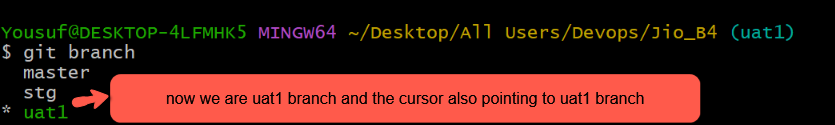 Yousuf@DESKTOP-4LFMHK5 MINGW64 ~/Desktop/All Users/Devops/Jio_B4 (uat1)
$ git branch
master
stg
* uat1
now we are uat1 branch and the cursor also pointing to uat1 branch